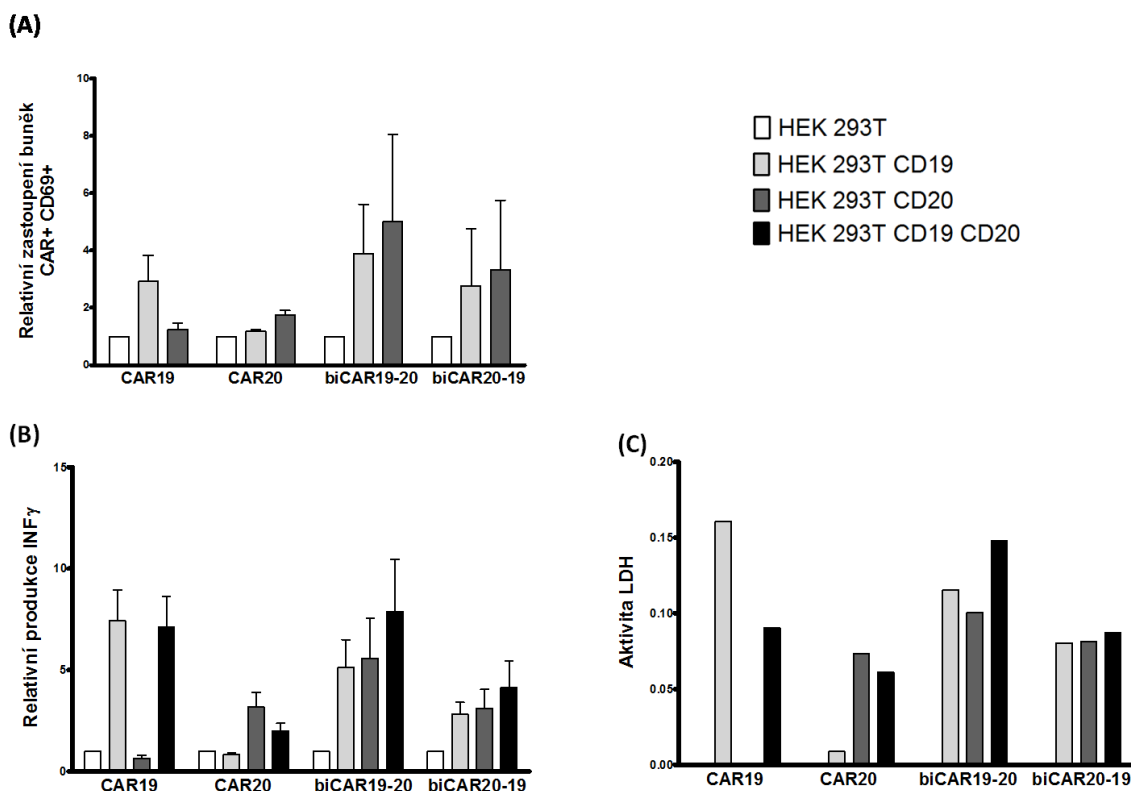 (A)
Relativní zastoupení buněk
CAR+ CD69+
10
8
6
4
2
0
CAR19 CAR20 biCAR19-20 biCAR20-19
HEK 293T
HEK 293T CD19
HEK 293T CD20
HEK 293T CD19 CD20
(B)
Relativní produkce INFγ
15
10
5
0
CAR19 CAR20 biCAR19-20 biCAR20-19
(C)
Aktivita LDH
0.20
0.15
0.10
0.05
0.00
CAR19 CAR20 biCAR19-20 biCAR20-19